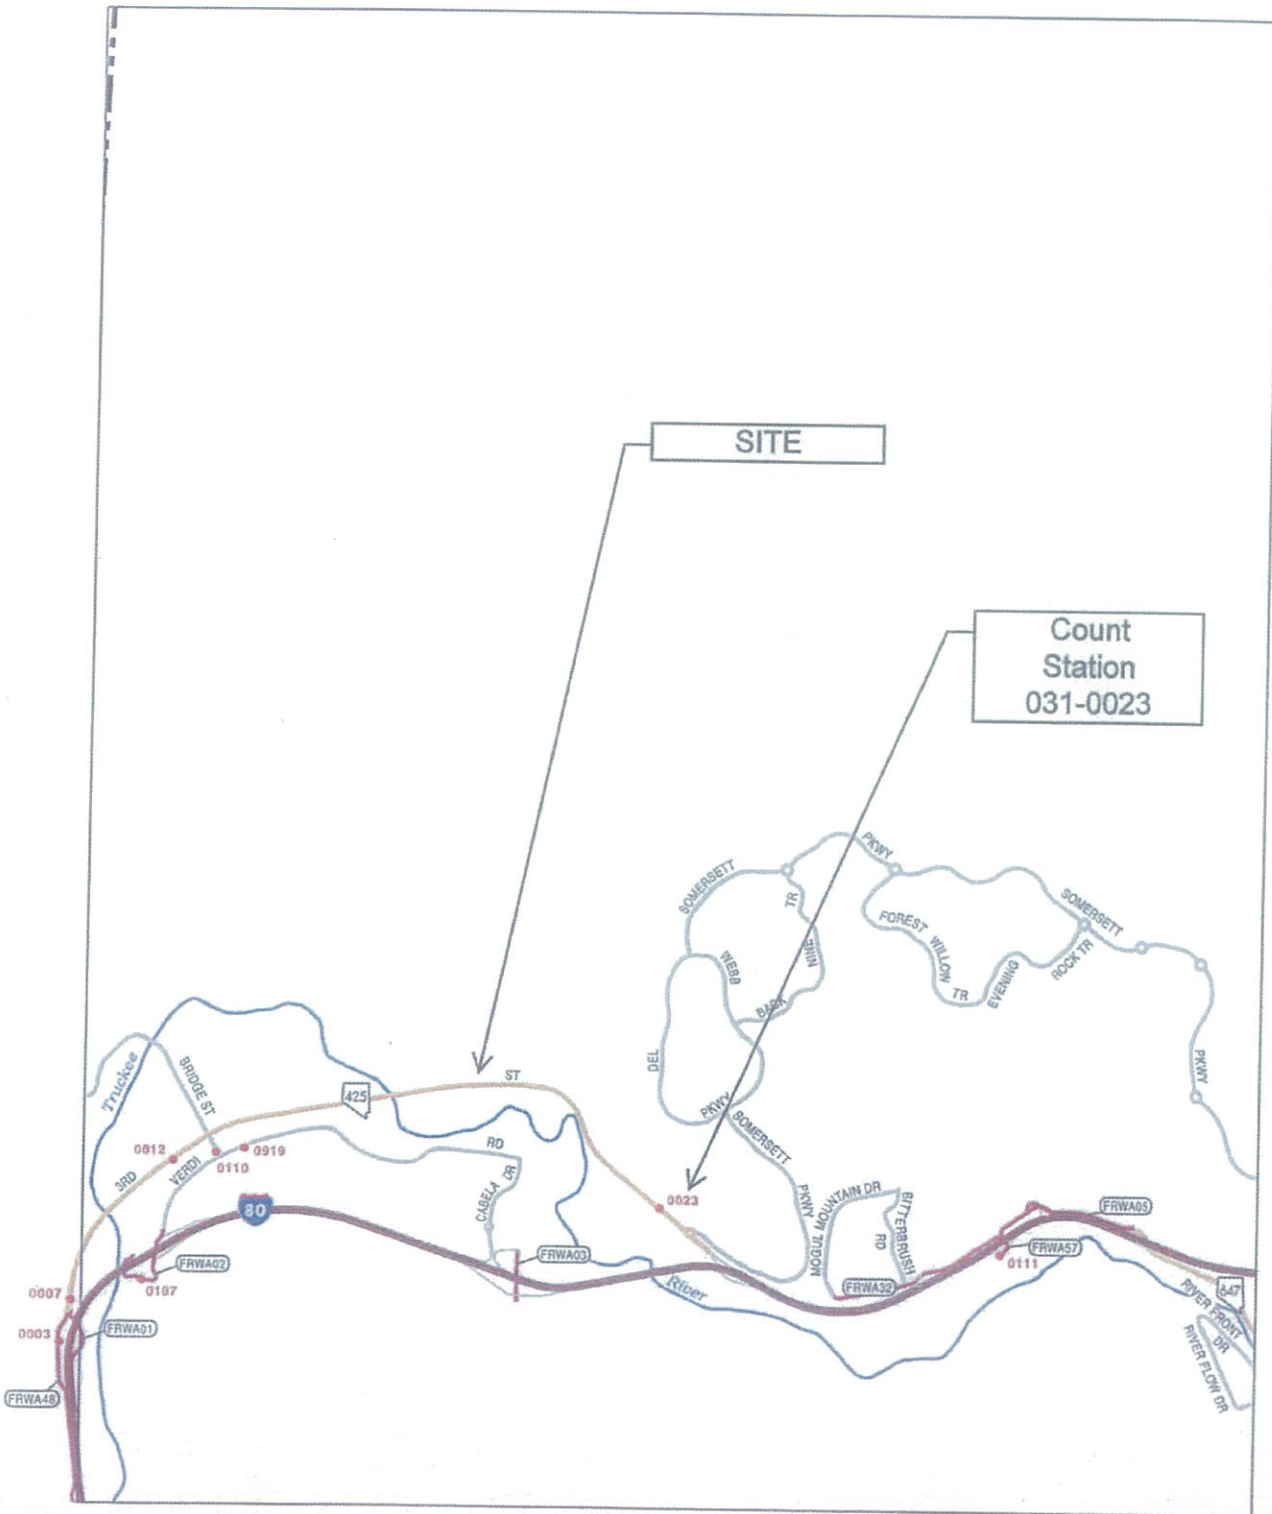 SITE
Count
Station
031-0023
PKWY
SOMERSETT
SOMERSETT
TR
NINE
FOREST
WILLOW
TR
EVENING
ROCK TR
WEBB
BACK
DEL
PKWY
SOMERSETT
PKWY
PKWY
Truckee
BRIDGE ST
425
ST
0012
0110
0919
VERDI
RD
3RD
CABELA
DR
0023
80
MOGUL MOUNTAIN DR
BITTERBRUSH
RD
FRWA05
FRWA57
0111
FRWA03
FRWA02
0107
FRWA32
River
0007
0003
FRWA01
FRWA48
647
RIVER FRONT
DR
RIVER FLOW DR